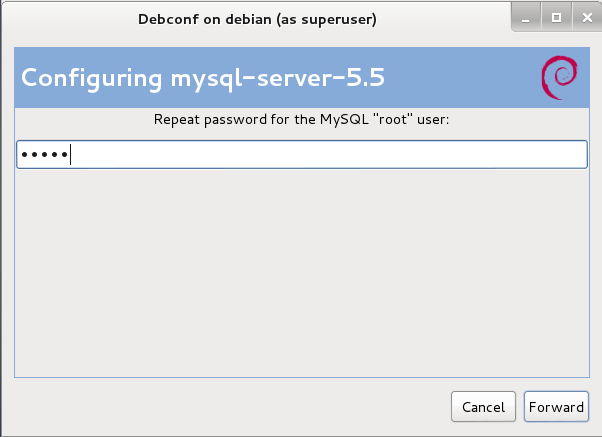 Debconf on debian (as superuser)
Configuring mysql-server-5.5
Repeat password for the MySQL "root" user:
•••••
Cancel Forward